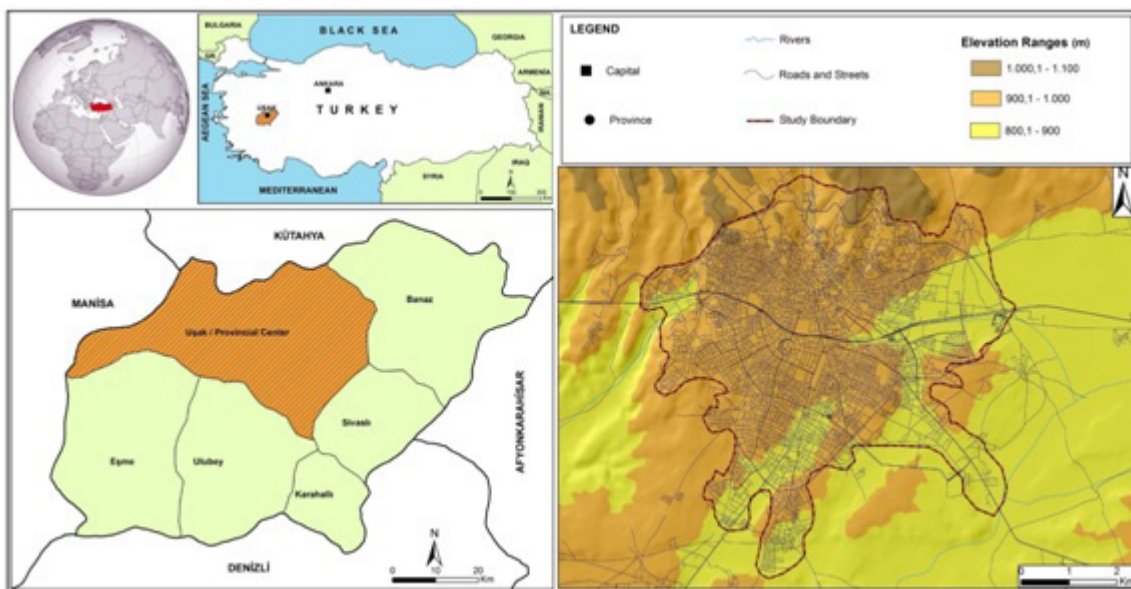 BULGARIA
BLACK SEA
GEORGIA
ARMENIA
ANKARA
UŞAK
TURKEY
AEGEAN SEA
IRANIAN
MEDITERRANEAN
SYRIA
IRAQ
N
Km
LEGEND
Capital
Province
Rivers
Roads and Streets
Study Boundary
Elevation Ranges (m)
1.000,1 - 1.100
900,1 - 1.000
800,1 - 900
KÜTAHYA
MANİSA
Banaz
Uşak / Provincial Center
Sivaslı
Eşme
Ulubey
Karahallı
AFYONKARAHİSAR
DENİZLİ
N
0 10 20
Km
N
0 1 2
Km